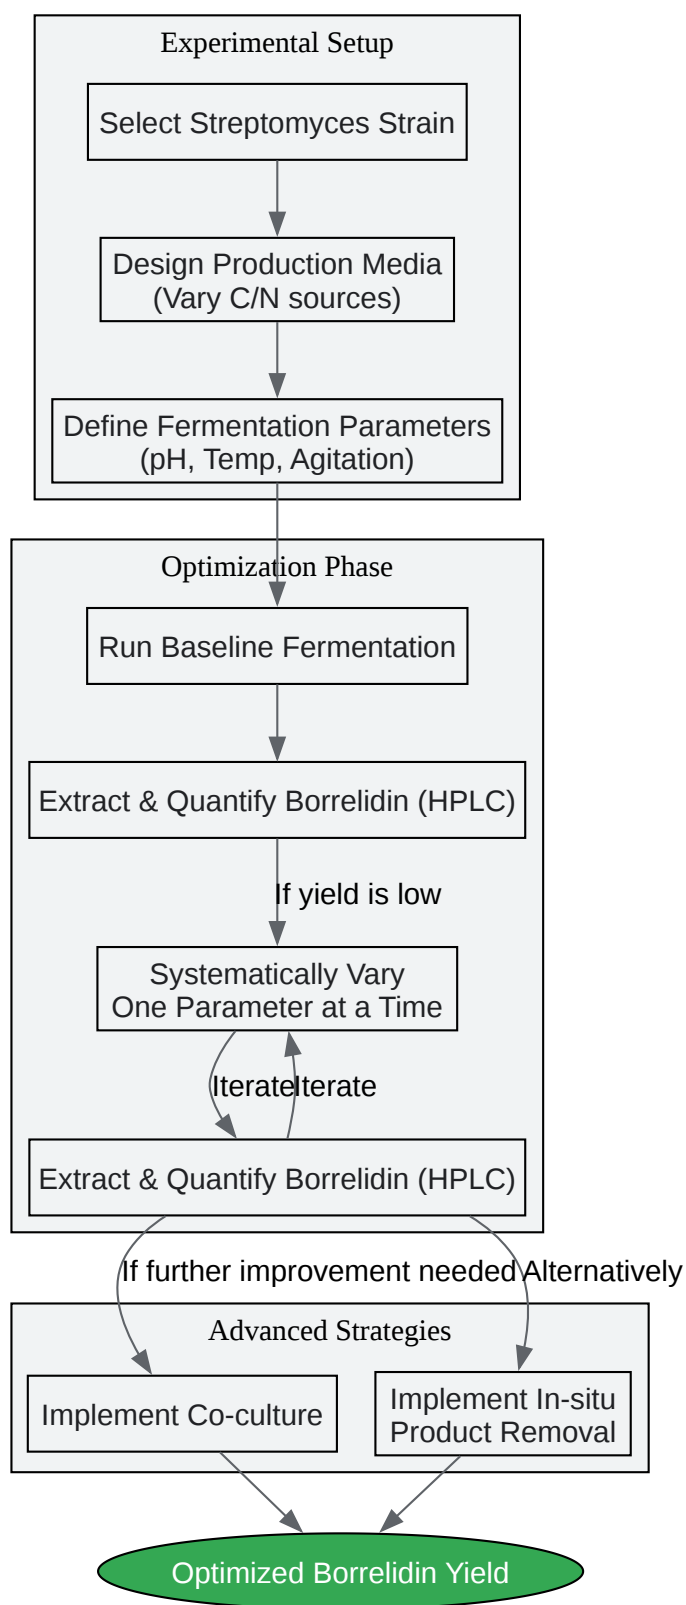 Experimental Setup
Select Streptomyces Strain
Design Production Media
(Vary C/N sources)
Define Fermentation Parameters
(pH, Temp, Agitation)
Optimization Phase
Run Baseline Fermentation
Extract & Quantify Borrelidin (HPLC)
If yield is low
Systematically Vary
One Parameter at a Time
Iterate
Iterate
Extract & Quantify Borrelidin (HPLC)
If further improvement needed
Alternatively
Advanced Strategies
Implement Co-culture
Implement In-situ
Product Removal
Optimized Borrelidin Yield